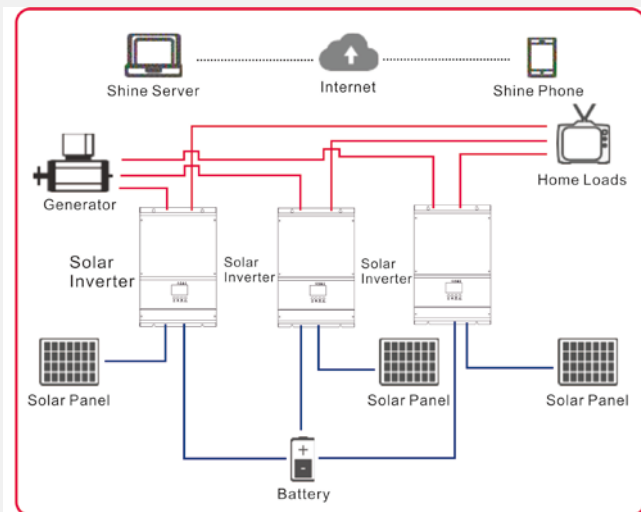 Shine Server
Internet
Shine Phone
Generator
Home Loads
Solar
Inverter
Solar
Inverter
Solar
Inverter
Solar Panel
Solar Panel
Solar Panel
+
-
Battery